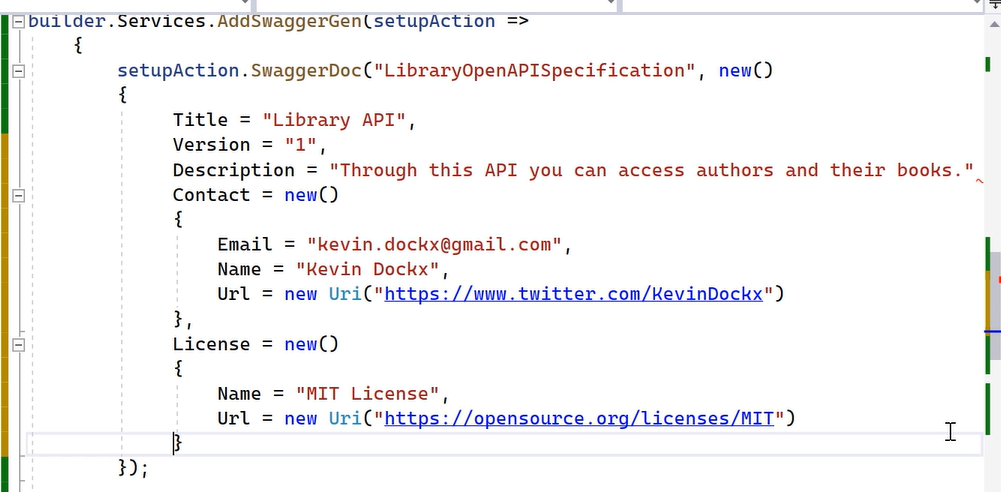 builder.Services.AddSwaggerGen(setupAction =>
{
setupAction.SwaggerDoc("LibraryOpenAPISpecification", new()
{
Title = "Library API",
Version = "1",
Description = "Through this API you can access authors and their books."
Contact = new()
{
Email = "kevin.dockx@gmail.com",
Name = "Kevin Dockx",
Url = new Uri("https://www.twitter.com/KevinDockx")
},
License = new()
{
Name = "MIT License",
Url = new Uri("https://opensource.org/licenses/MIT")
}
});